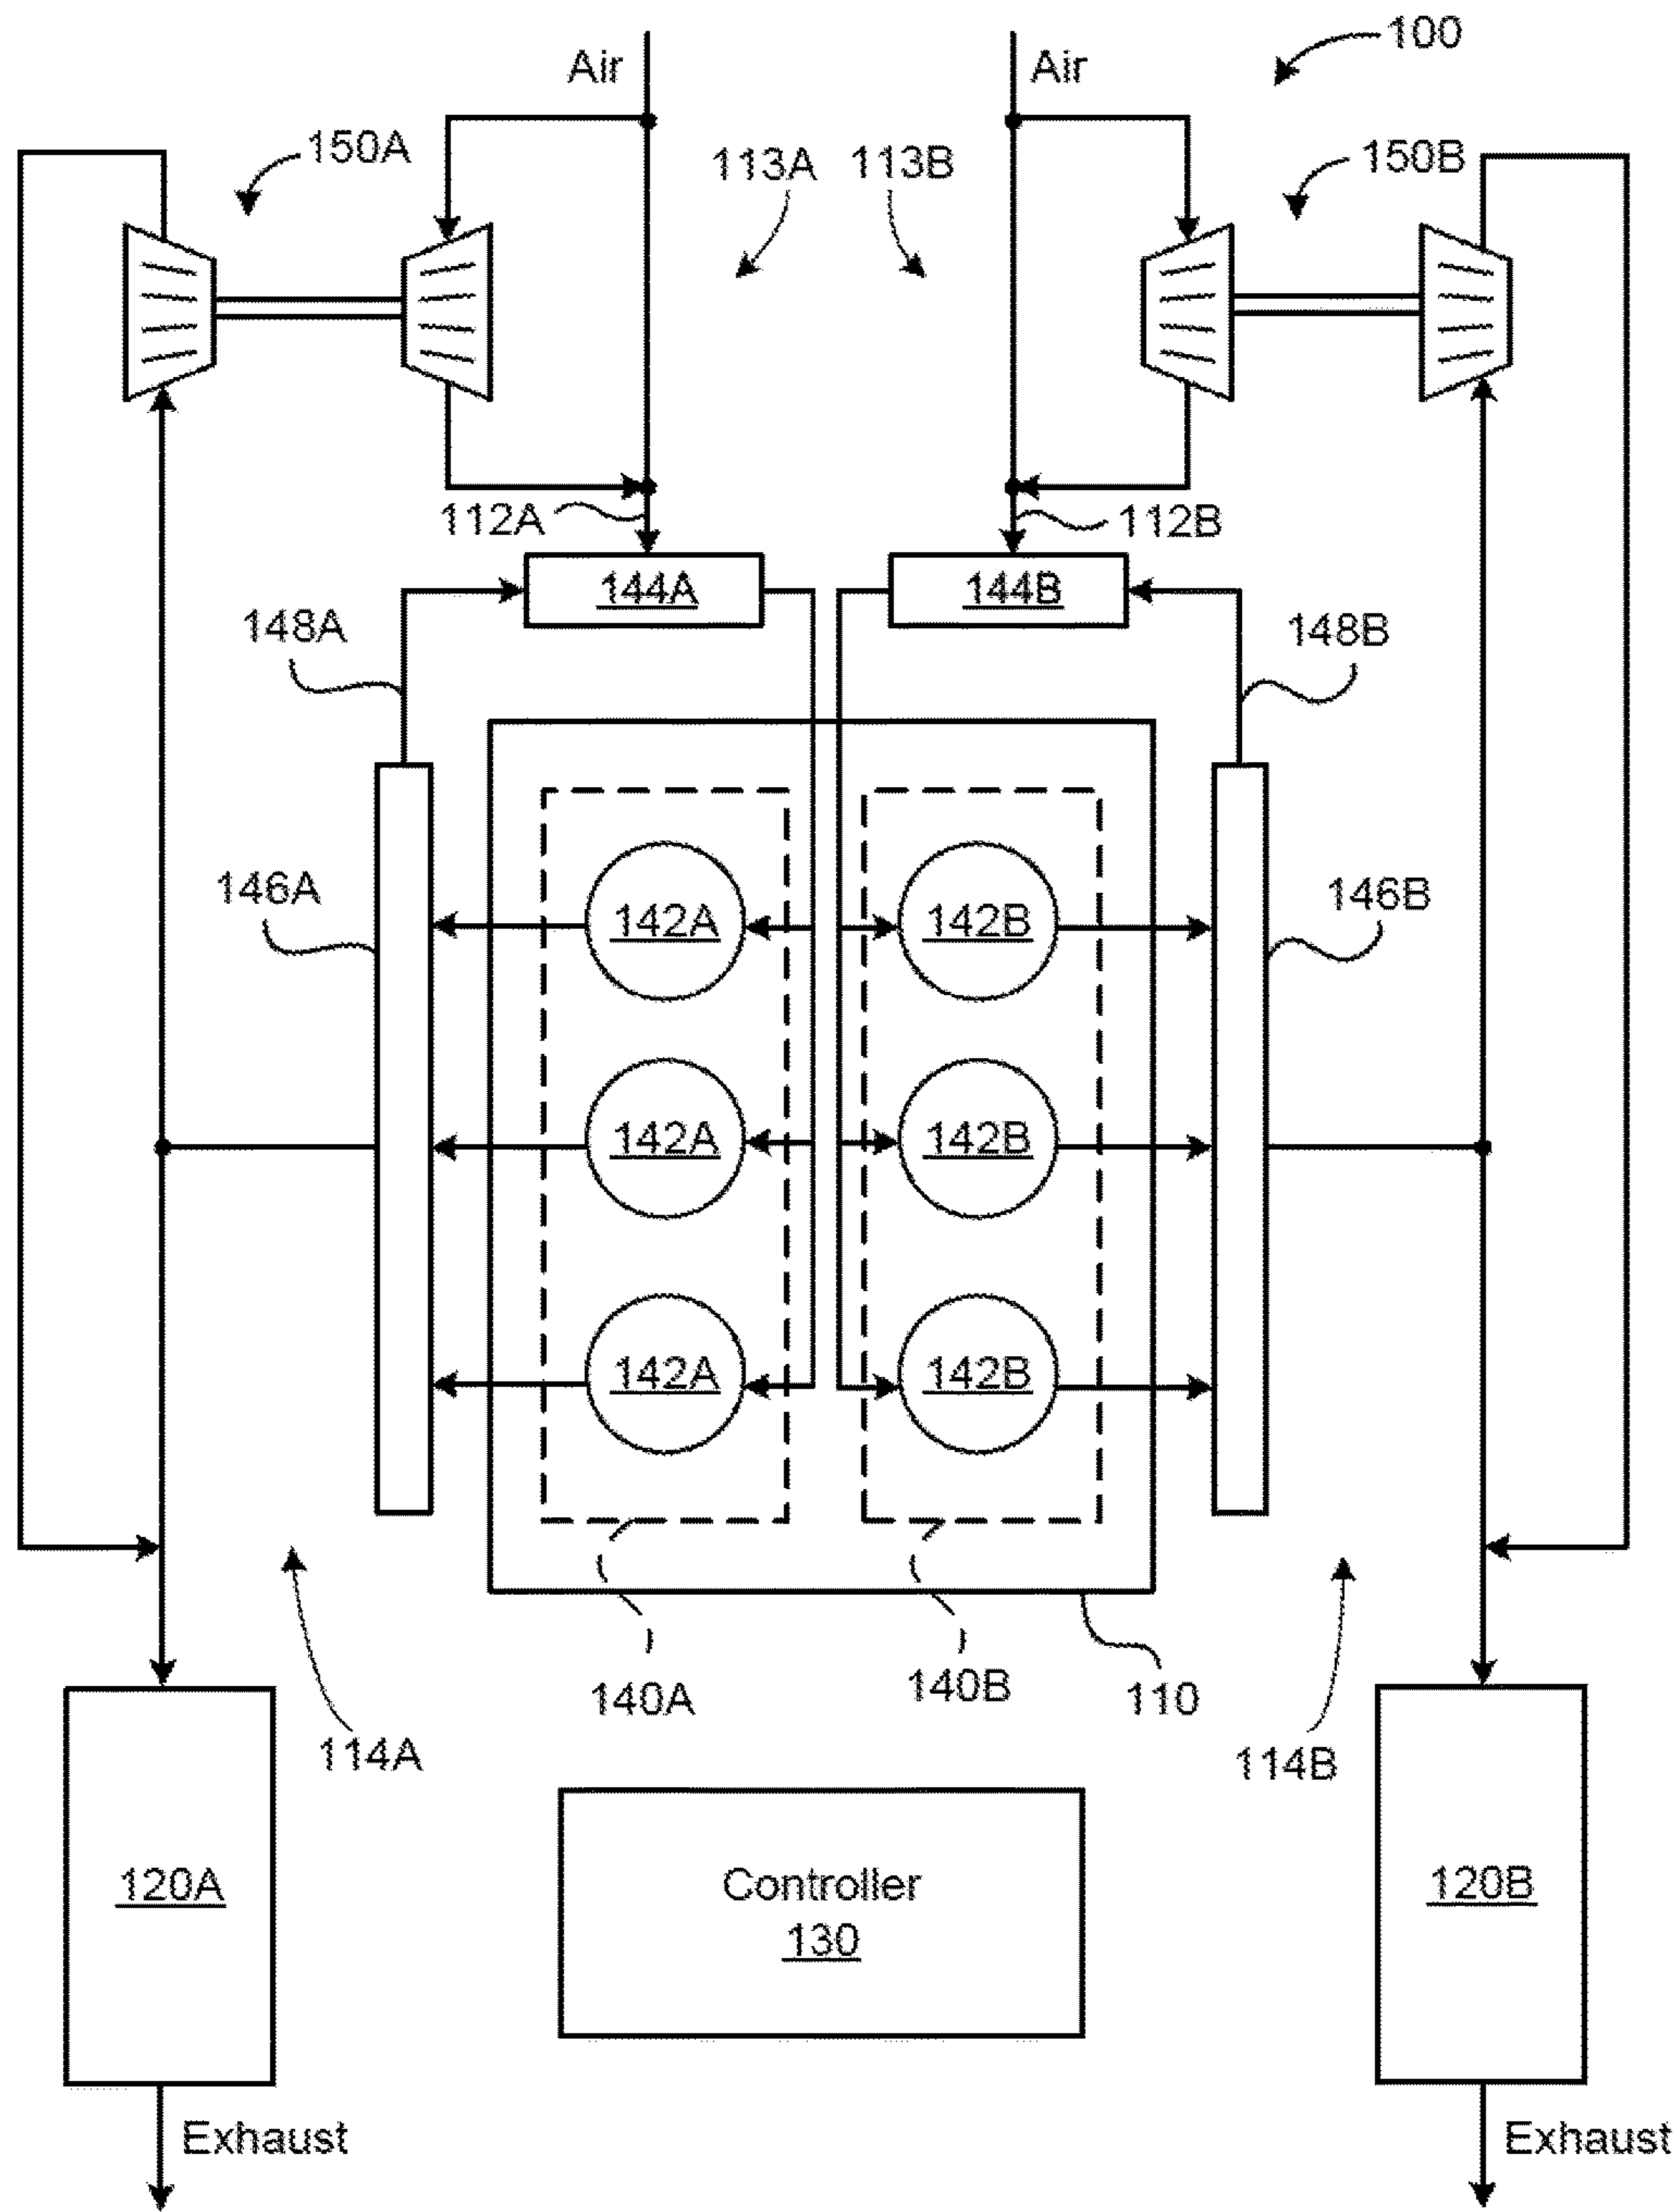 100
Air
Air
150A
113A
113B
150B
112A
112B
144A
144B
148A
148B
146A
142A
142B
146B
142A
142B
142A
142B
140A
140B
110
114A
114B
120A
Controller
130
120B
Exhaust
Exhaust